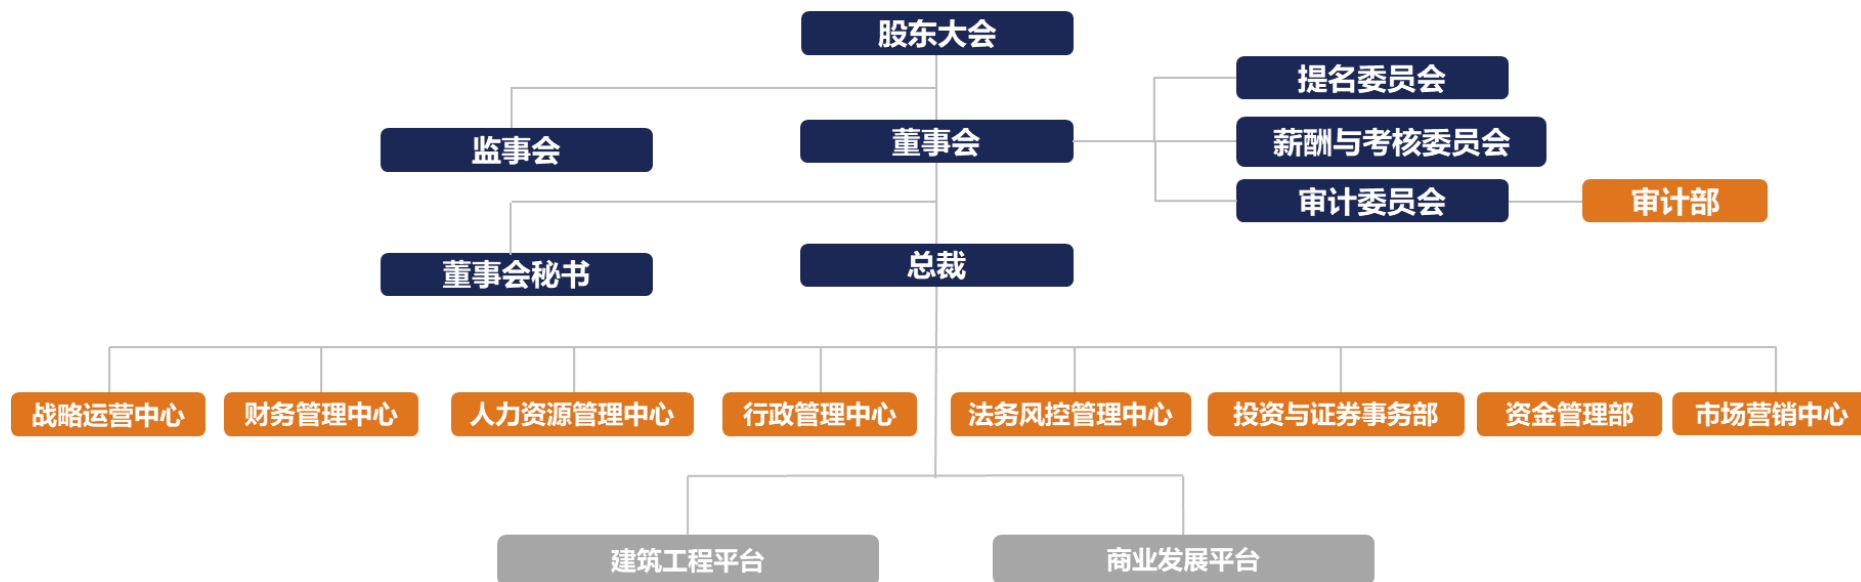 股东大会
提名委员会
监事会
董事会
薪酬与考核委员会
审计委员会
审计部
董事会秘书
总裁
战略运营中心
财务管理中心
人力资源管理中心
行政管理中心
法务风控管理中心
投资与证券事务部
资金管理部
市场营销中心
建筑工程平台
商业发展平台